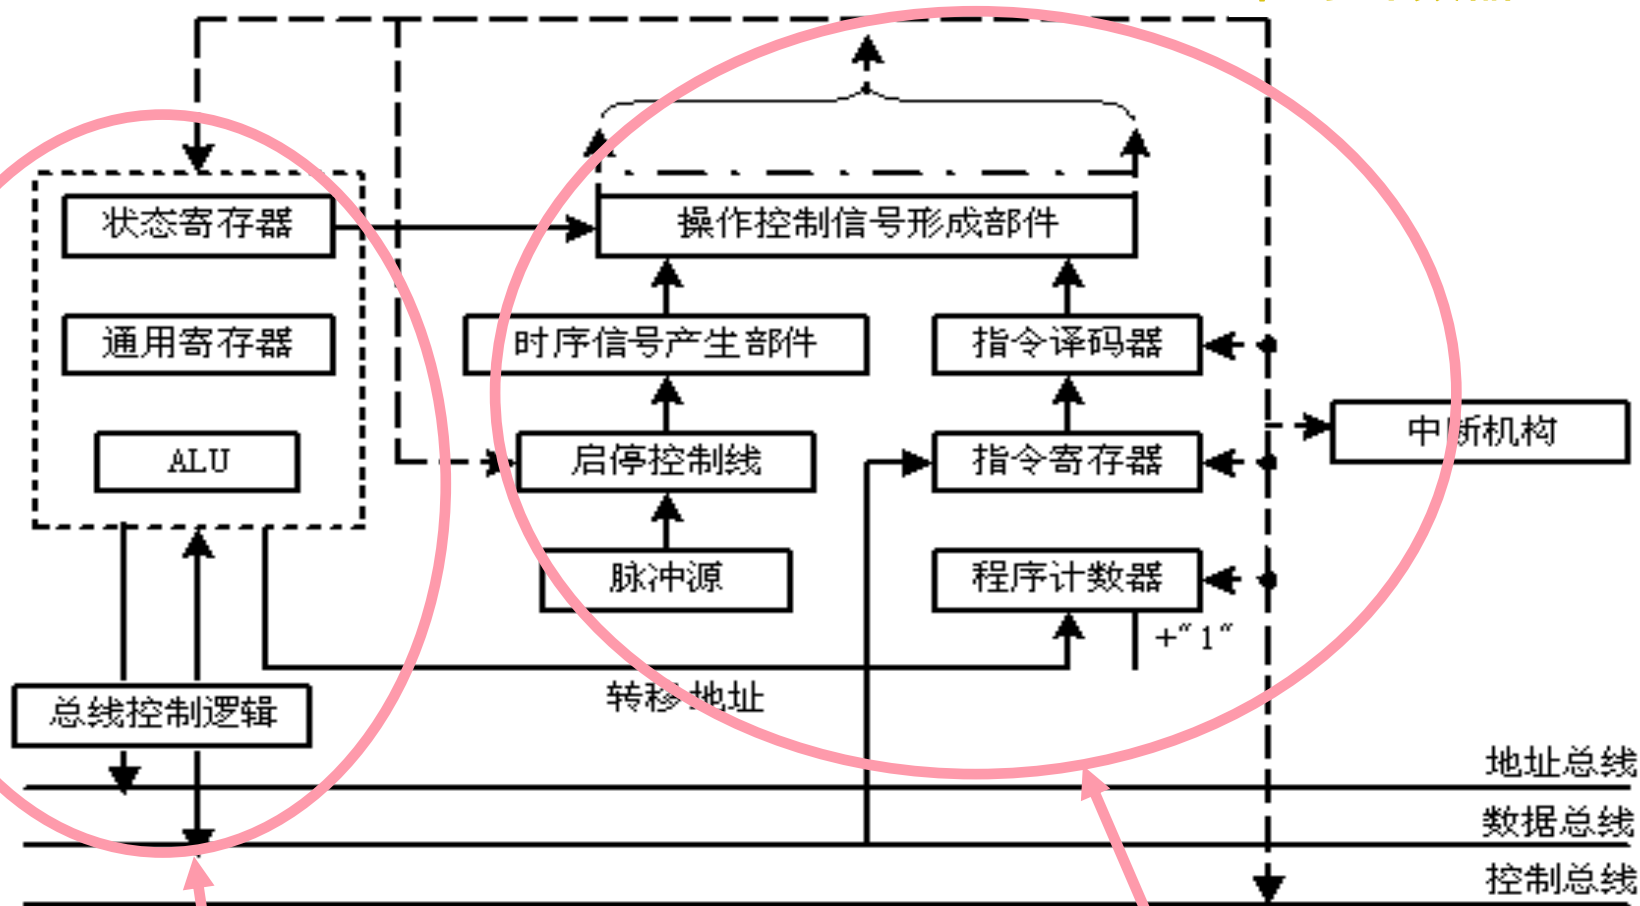 状态寄存器
操作控制信号形成部件
通用寄存器
时序信号产生部件
指令译码器
中断机构
ALU
启停控制线
指令寄存器
脉冲源
程序计数器
+"1"
转移地址
总线控制逻辑
地址总线
数据总线
控制总线